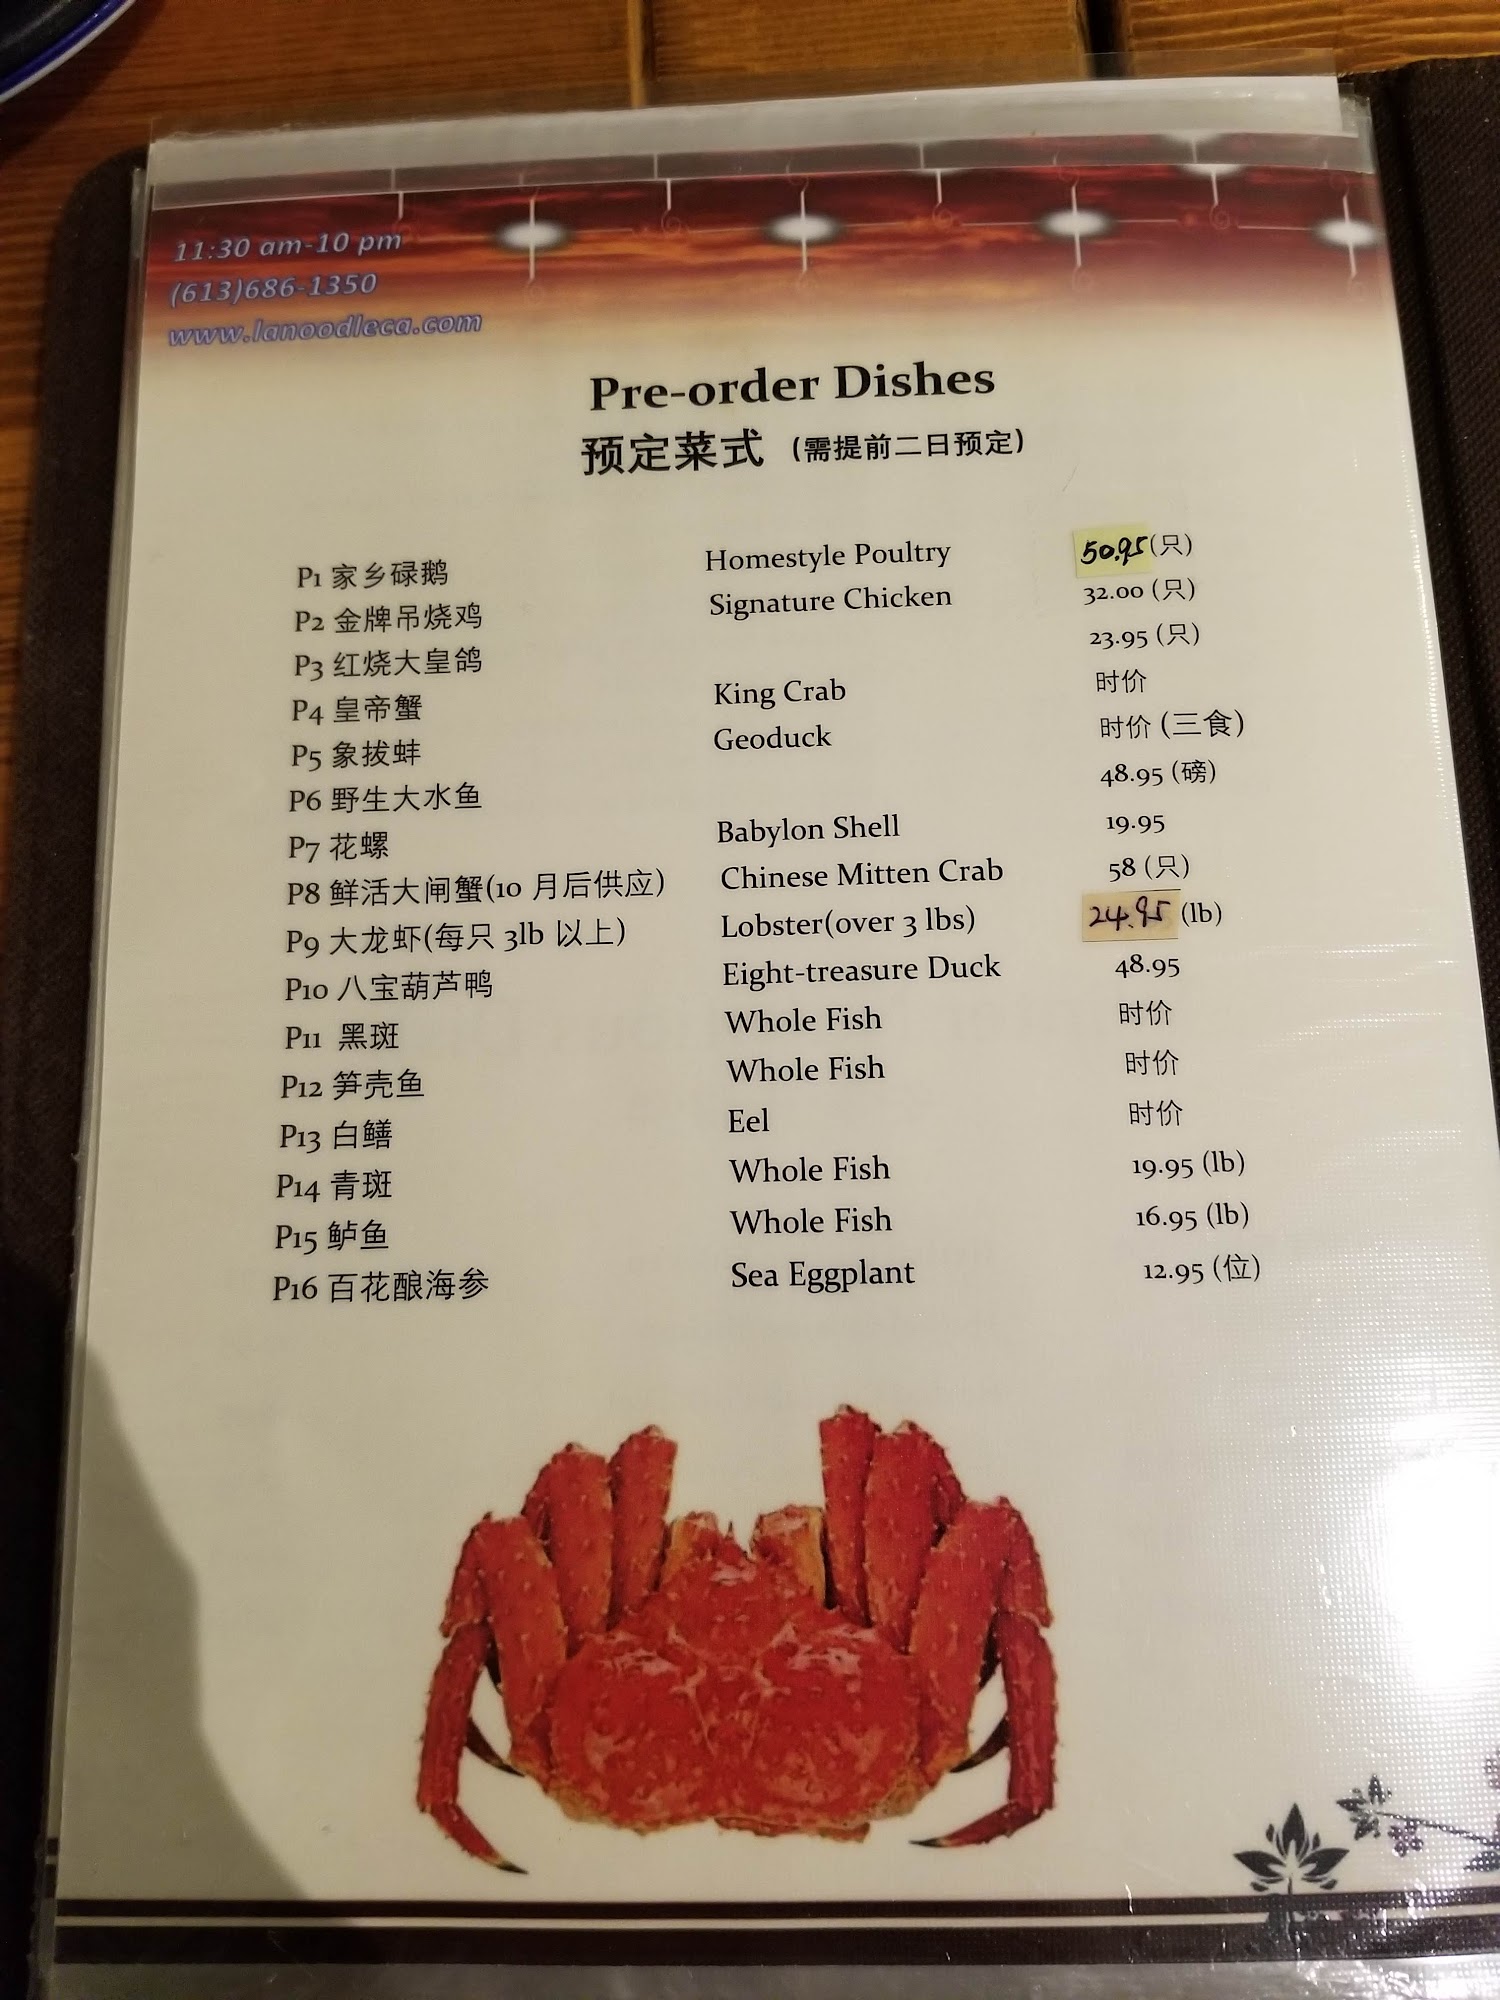 11:30 am-10 pm
(613)686-1350
www.lanoodleca.com
Pre-order Dishes
预定菜式 (需提前二日预定)
P1 家乡碌鹅 Homestyle Poultry 50.95(只)
P2 金牌吊烧鸡 Signature Chicken 32.00 (只)
P3 红烧大皇鸽 23.95 (只)
P4 皇帝蟹 King Crab 时价
P5 象拔蚌 Geoduck 时价 (三食)
P6 野生大水鱼 48.95 (磅)
P7 花螺 Babylon Shell 19.95
P8 鲜活大闸蟹(10 月后供应) Chinese Mitten Crab 58 (只)
P9 大龙虾(每只 3lb 以上) Lobster(over 3 lbs) 24.95 (lb)
P10 八宝葫芦鸭 Eight-treasure Duck 48.95
P11 黑斑 Whole Fish 时价
P12 笋壳鱼 Whole Fish 时价
P13 白鳝 Eel 时价
P14 青斑 Whole Fish 19.95 (lb)
P15 鲈鱼 Whole Fish 16.95 (lb)
P16 百花酿海参 Sea Eggplant 12.95 (位)